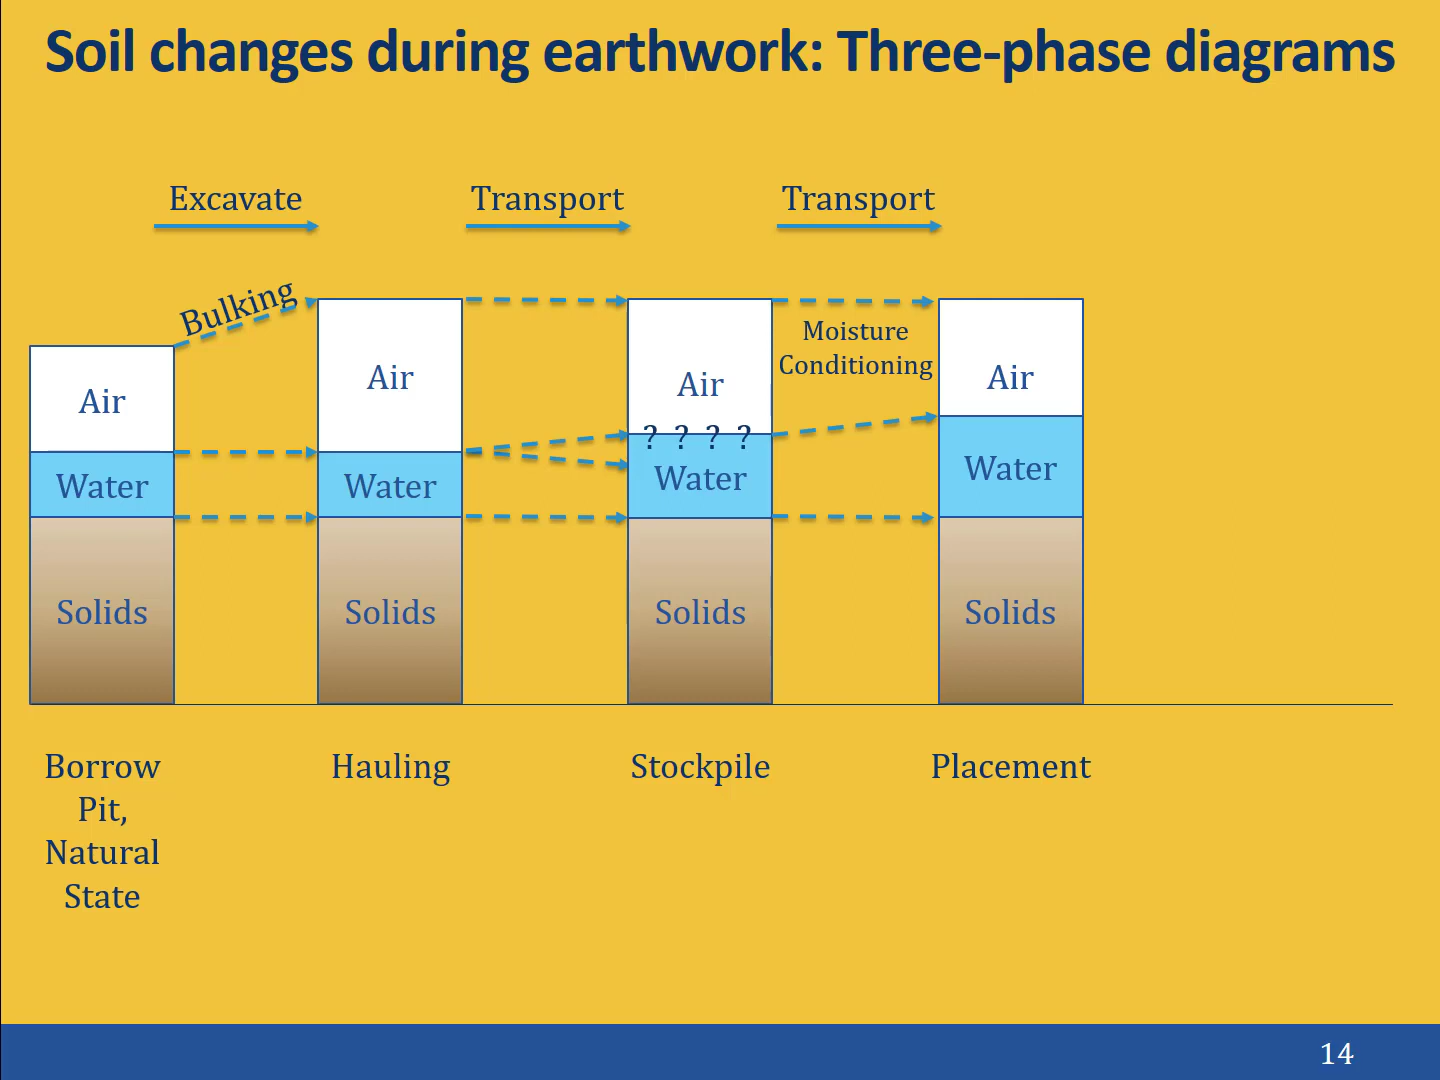 Soil changes during earthwork: Three-phase diagrams
Excavate
Transport
Transport
Bulking
Moisture
Conditioning
Air
Air
Air
Air
? ? ? ?
Water
Water
Water
Water
Solids
Solids
Solids
Solids
Borrow
Pit,
Natural
State
Hauling
Stockpile
Placement
14